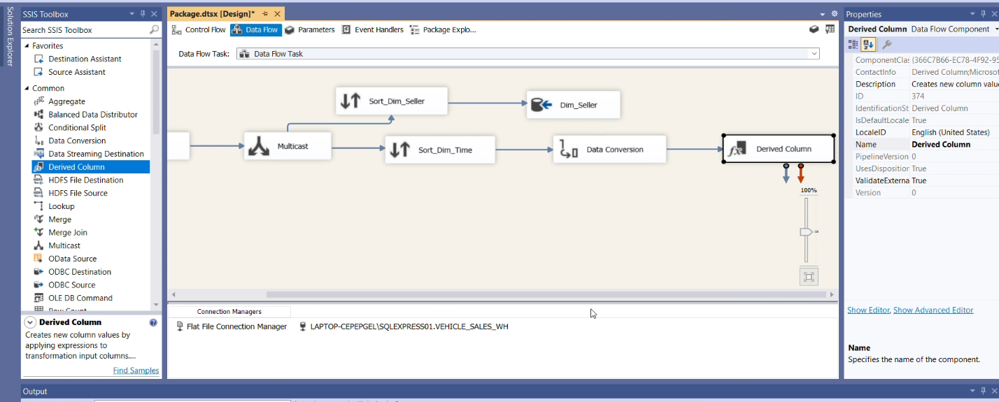 Solution Explorer
SSIS Toolbox
Search SSIS Toolbox
Favorites
Destination Assistant
Source Assistant
Common
Aggregate
Balanced Data Distributor
Conditional Split
Data Conversion
Data Streaming Destination
Derived Column
HDFS File Destination
HDFS File Source
Lookup
Merge
Merge Join
Multicast
OData Source
ODBC Destination
ODBC Source
OLE DB Command
Row Count
Derived Column
Creates new column values by
applying expressions to
transformation input columns....
Find Samples
Package.dtsx [Design]*
Control Flow Data Flow Parameters Event Handlers Package Explo...
Data Flow Task: Data Flow Task
Sort_Dim_Seller
Dim_Seller
Multicast
Sort_Dim_Time
Data Conversion
Derived Column
100%
Connection Managers
Flat File Connection Manager LAPTOP-CEPEPGEL\SQLEXPRESS01.VEHICLE_SALES_WH
Properties
Derived Column Data Flow Component
ComponentClas {366C7B66-EC78-4F92-95
ContactInfo Derived Column;Microsof
Description Creates new column valu
ID 374
IdentificationSt Derived Column
IsDefaultLocale True
LocaleID English (United States)
Name Derived Column
PipelineVersion 0
UsesDispositior True
ValidateExterna True
Version 0
Show Editor, Show Advanced Editor
Name
Specifies the name of the component.
Output